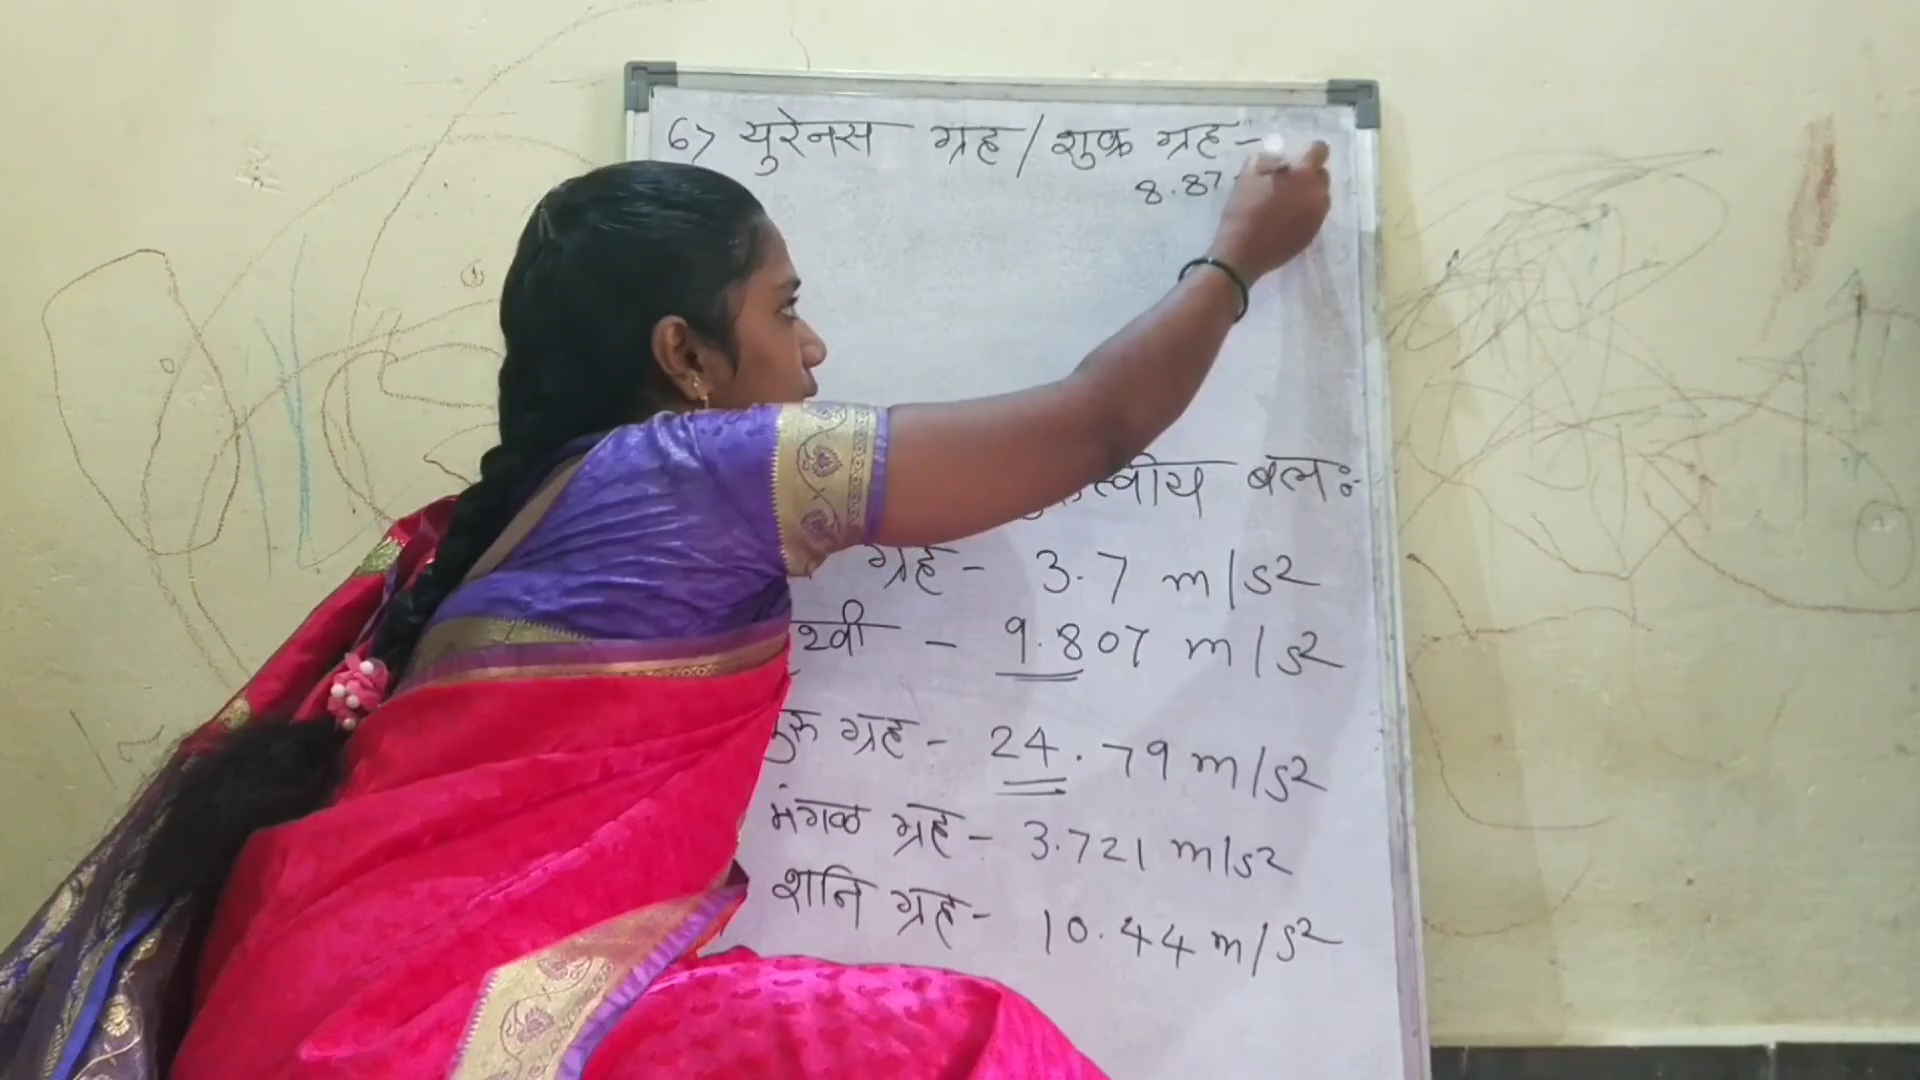 6> युरेनस ग्रह / शुक्र ग्रह -
8.87
बल :
ग्रह - 3.7 m/s2
- 9.807 m/s2
ग्रह - 24.79 m/s2
मंगळ ग्रह - 3.721 m/s2
शनि ग्रह - 10.44 m/s2